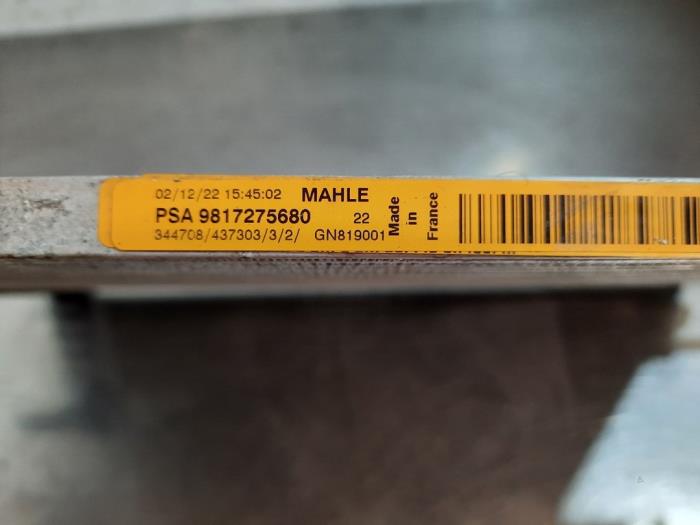 02/12/22 15:45:02 MAHLE
PSA 9817275680 22
344708/437303/3/2/ GN819001
Made
in
France